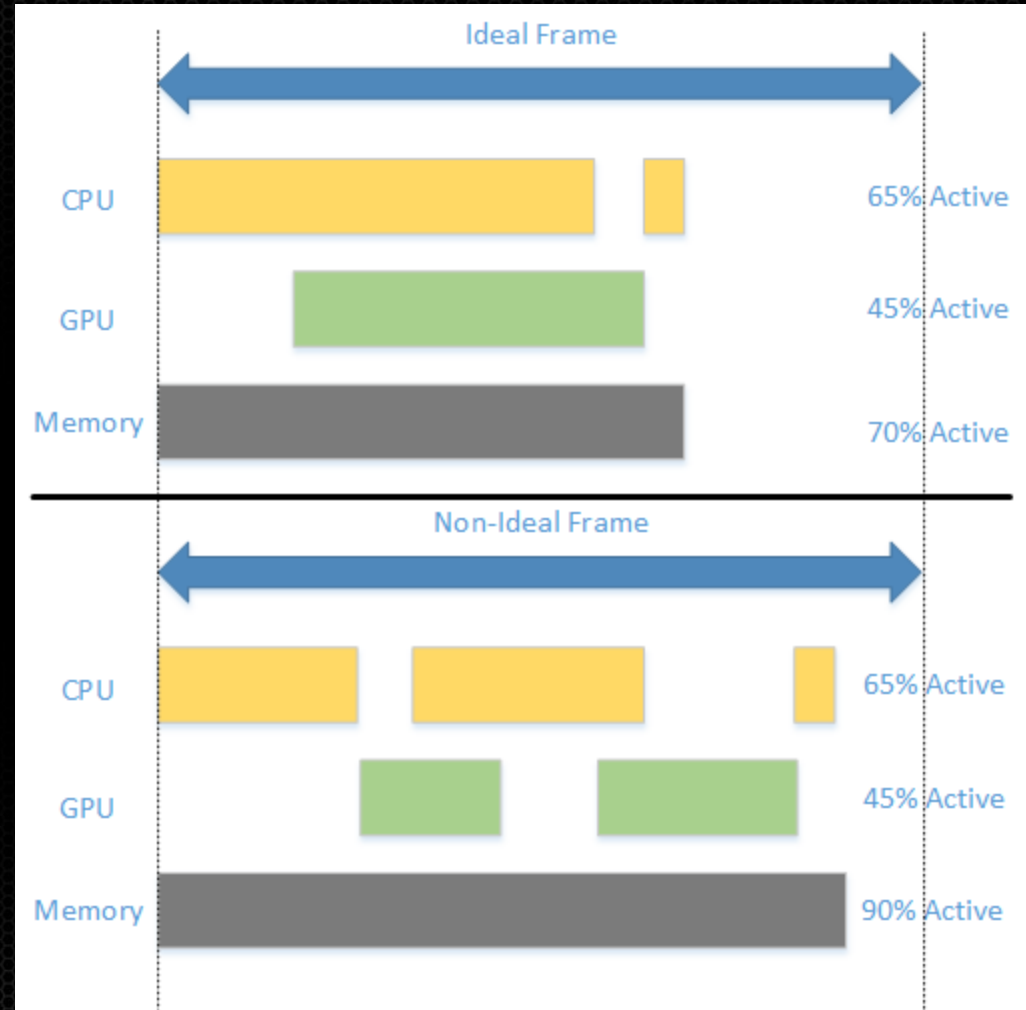 Ideal Frame
CPU 65% Active
GPU 45% Active
Memory 70% Active
Non-Ideal Frame
CPU 65% Active
GPU 45% Active
Memory 90% Active